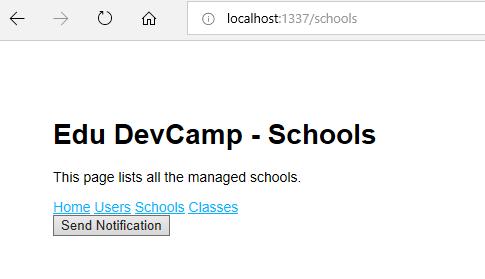 localhost:1337/schools
Edu DevCamp - Schools
This page lists all the managed schools.
Home Users Schools Classes
Send Notification